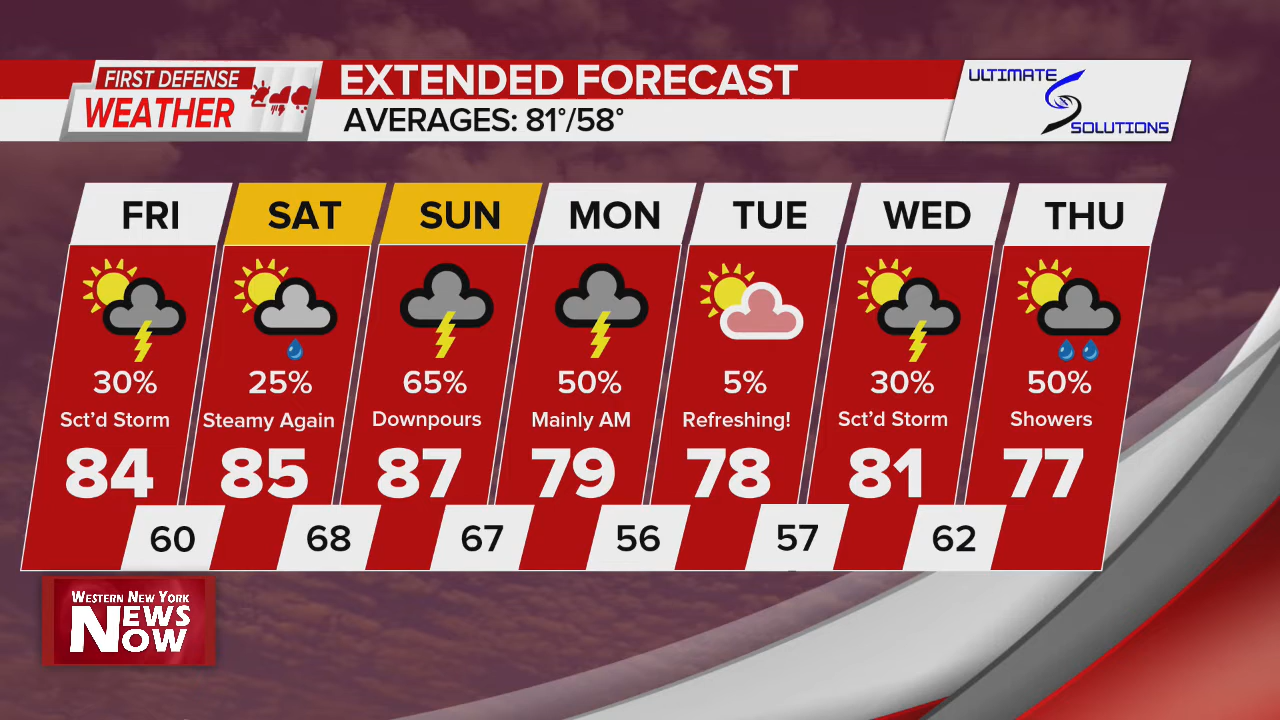 FIRST DEFENSE
WEATHER
EXTENDED FORECAST
AVERAGES: 81°/58°
ULTIMATE
SOLUTIONS
FRI SAT SUN MON TUE WED THU
30% 25% 65% 50% 5% 30% 50%
Sct'd Storm Steamy Again Downpours Mainly AM Refreshing! Sct'd Storm Showers
84 85 87 79 78 81 77
60 68 67 56 57 62
WESTERN NEW YORK
NEWS
NOW